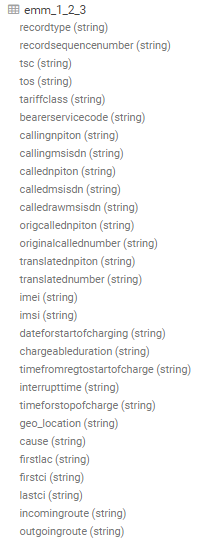 emm_1_2_3
recordtype (string)
recordsequencenumber (string)
tsc (string)
tos (string)
tariffclass (string)
bearerservicecode (string)
callingnpiton (string)
callingmsisdn (string)
callednpiton (string)
calledmsisdn (string)
calledrawmsisdn (string)
origcallednpiton (string)
originalcallednumber (string)
translatednpiton (string)
translatednumber (string)
imei (string)
imsi (string)
dateforstartofcharging (string)
chargeableduration (string)
timefromregtostartofcharge (string)
interrupttime (string)
timeforstopofcharge (string)
geo_location (string)
cause (string)
firstlac (string)
firstci (string)
lastci (string)
incomingroute (string)
outgoingroute (string)